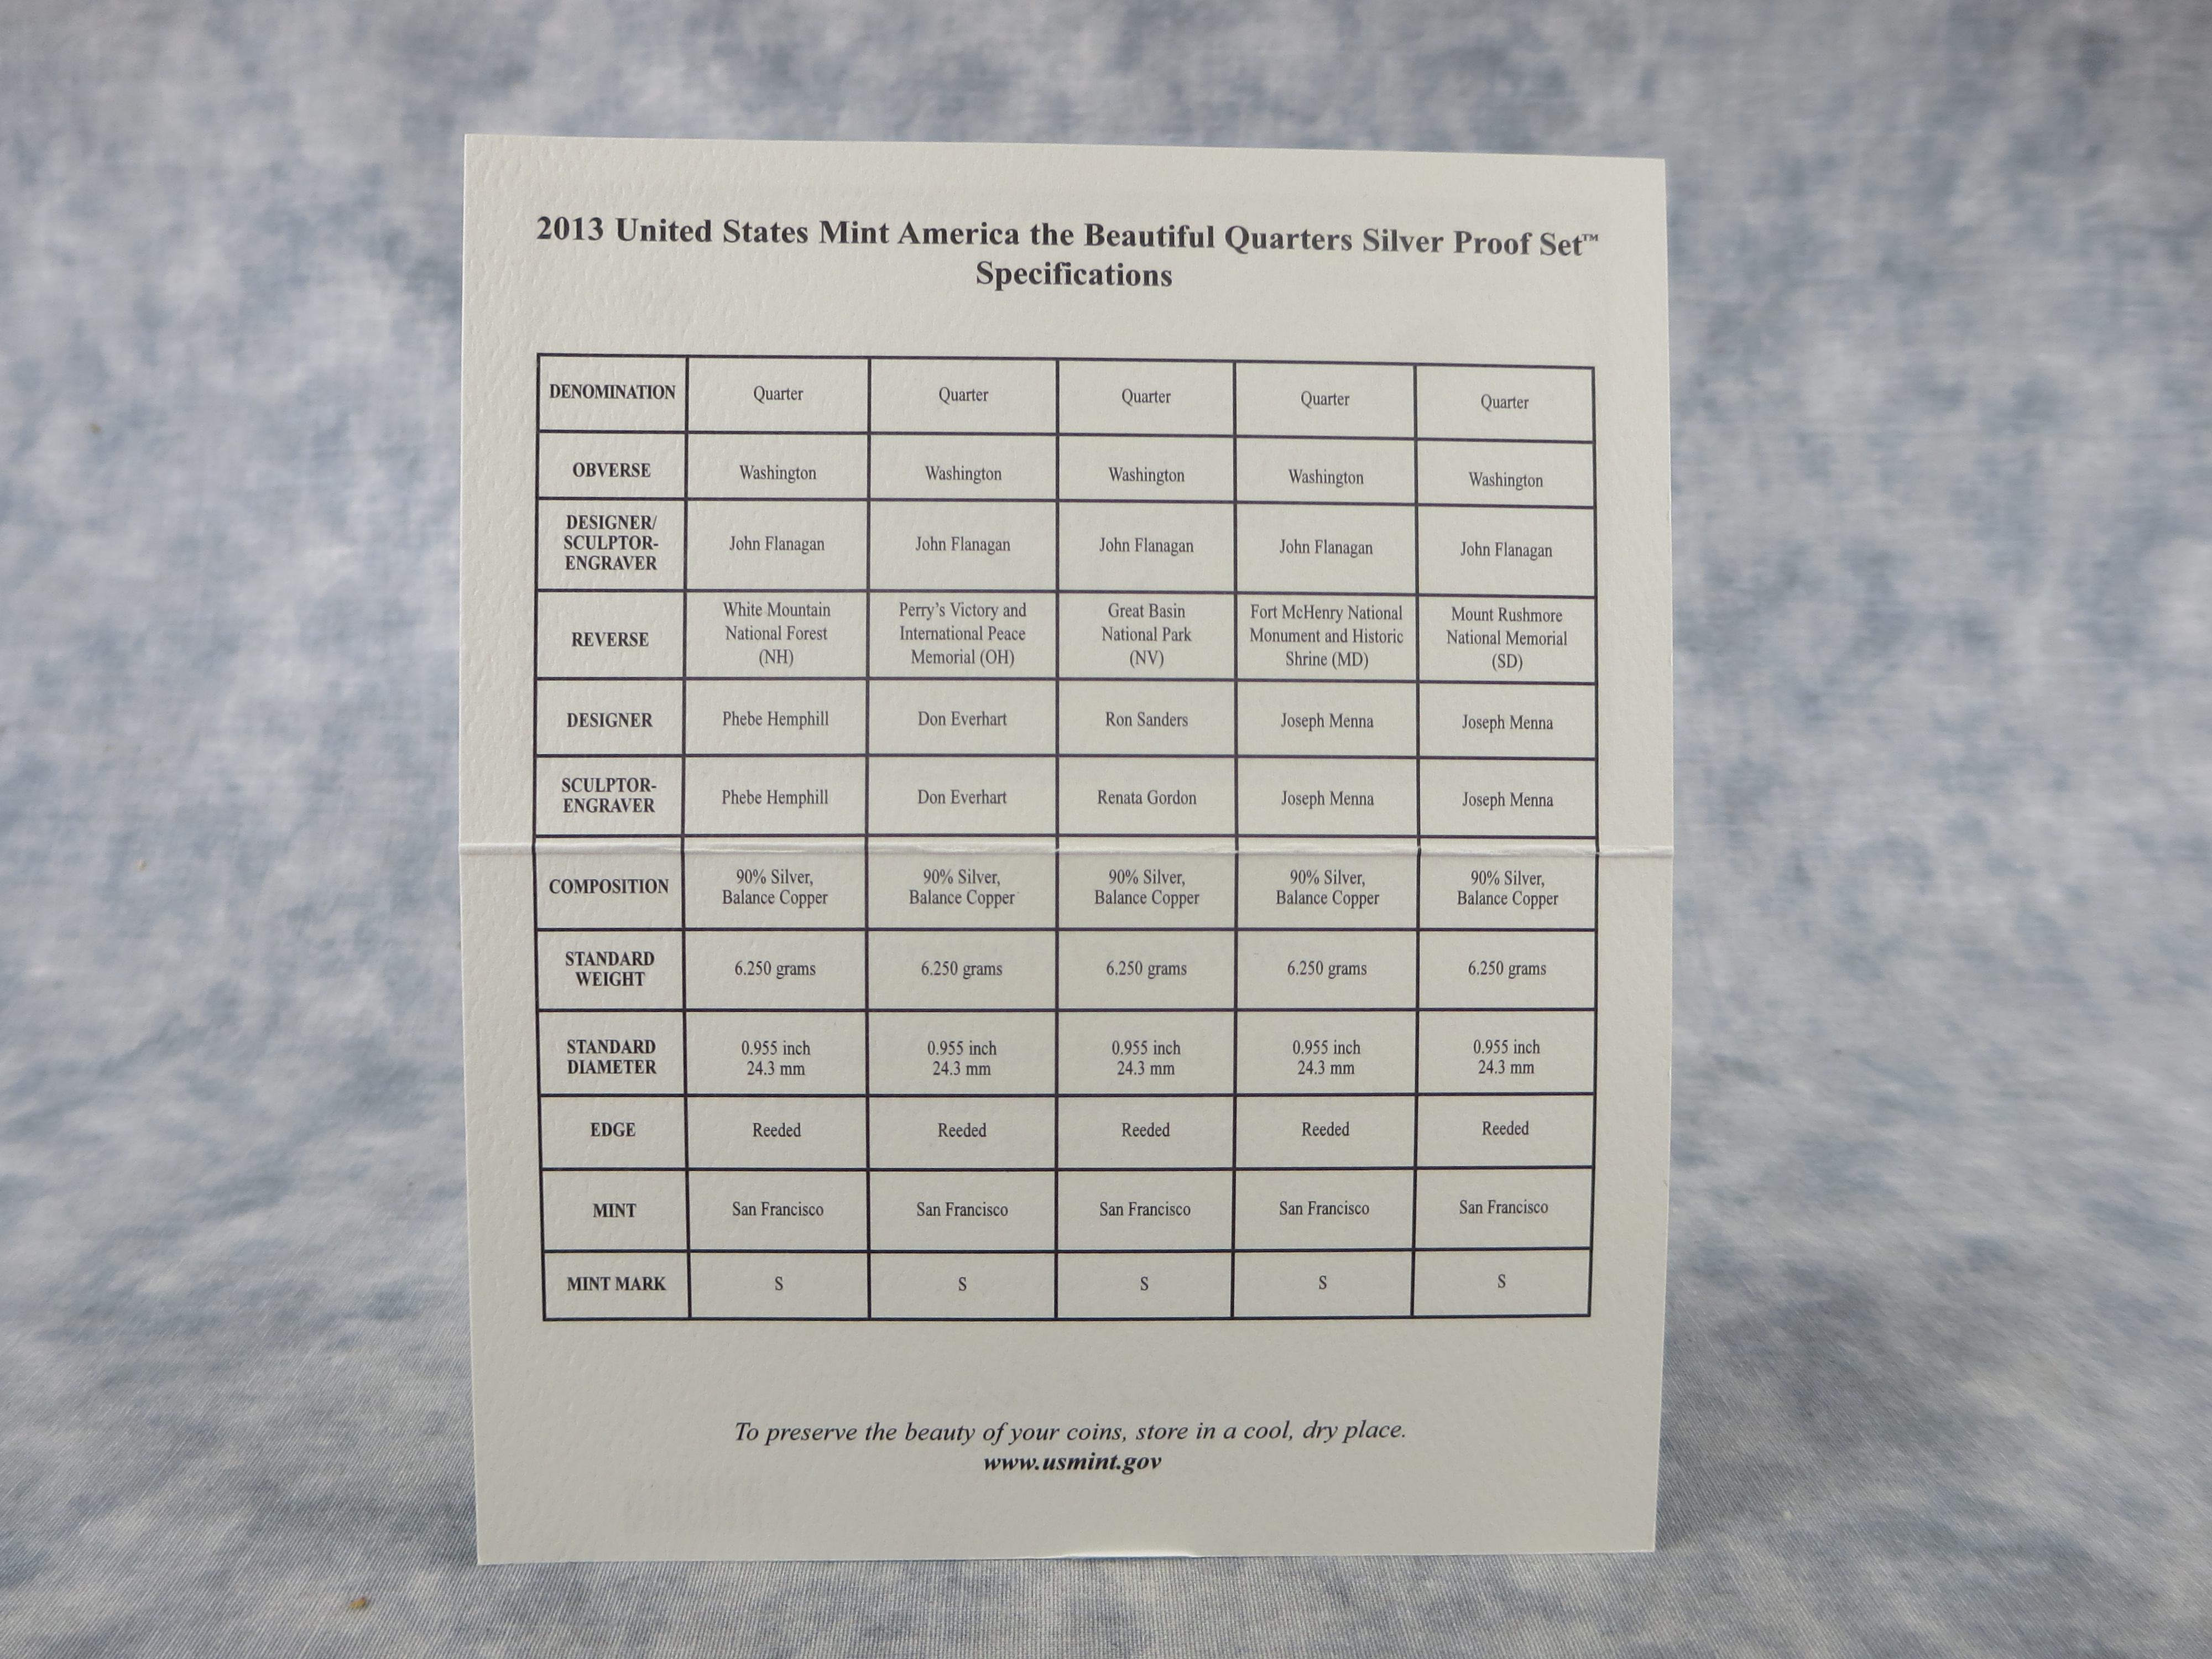 2013 United States Mint America the Beautiful Quarters Silver Proof Set™
Specifications
DENOMINATION Quarter Quarter Quarter Quarter Quarter
OBVERSE Washington Washington Washington Washington Washington
DESIGNER/
SCULPTOR-
ENGRAVER
John Flanagan John Flanagan John Flanagan John Flanagan John Flanagan
REVERSE
White Mountain
National Forest
(NH)
Perry's Victory and
International Peace
Memorial (OH)
Great Basin
National Park
(NV)
Fort McHenry National
Monument and Historic
Shrine (MD)
Mount Rushmore
National Memorial
(SD)
DESIGNER Phebe Hemphill Don Everhart Ron Sanders Joseph Menna Joseph Menna
SCULPTOR-
ENGRAVER
Phebe Hemphill Don Everhart Renata Gordon Joseph Menna Joseph Menna
COMPOSITION
90% Silver,
Balance Copper
90% Silver,
Balance Copper
90% Silver,
Balance Copper
90% Silver,
Balance Copper
90% Silver,
Balance Copper
STANDARD
WEIGHT
6.250 grams 6.250 grams 6.250 grams 6.250 grams 6.250 grams
STANDARD
DIAMETER
0.955 inch
24.3 mm
0.955 inch
24.3 mm
0.955 inch
24.3 mm
0.955 inch
24.3 mm
0.955 inch
24.3 mm
EDGE Reeded Reeded Reeded Reeded Reeded
MINT San Francisco San Francisco San Francisco San Francisco San Francisco
MINT MARK S S S S S
To preserve the beauty of your coins, store in a cool, dry place.
www.usmint.gov